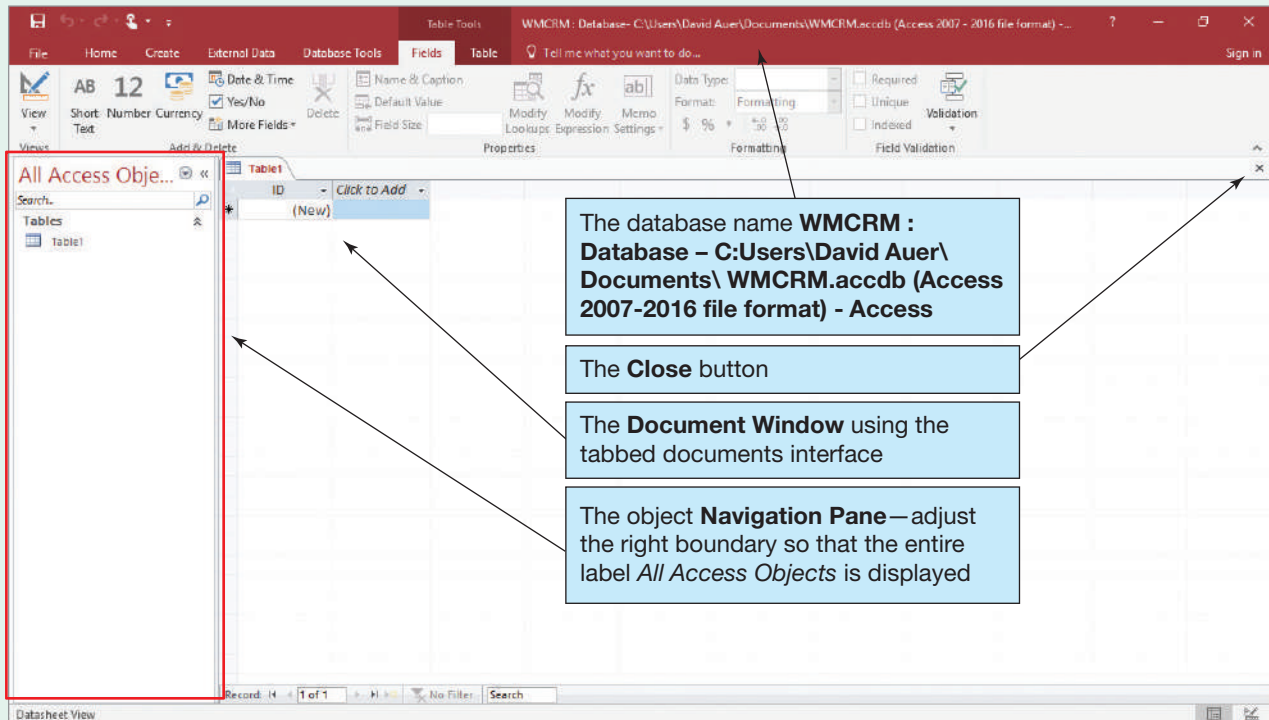 Table Tools
WMCRM : Database- C:\Users\David Auer\Documents\WMCRM.accdb (Access 2007 - 2016 file format) -...
?
File Home Create External Data Database Tools Fields Table Tell me what you want to do... Sign in
View
AB
Short
Text
12
Number
Currency
Date & Time
Yes/No
More Fields
Delete
Name & Caption
Default Value
Field Size
Modify
Lookups
fx
Modify
Expression
ab|
Memo
Settings
Data Type:
Format: Formatting
$ % , .00
Required
Unique
Indexed
Validation
Views Add & Delete Properties Formatting Field Validation
All Access Obje...
Search..
Tables
Table1
Table1
ID Click to Add
* (New)
The database name WMCRM :
Database – C:Users\David Auer\
Documents\ WMCRM.accdb (Access
2007-2016 file format) - Access
The Close button
The Document Window using the
tabbed documents interface
The object Navigation Pane—adjust
the right boundary so that the entire
label All Access Objects is displayed
Record: 1 of 1 No Filter Search
Datasheet View